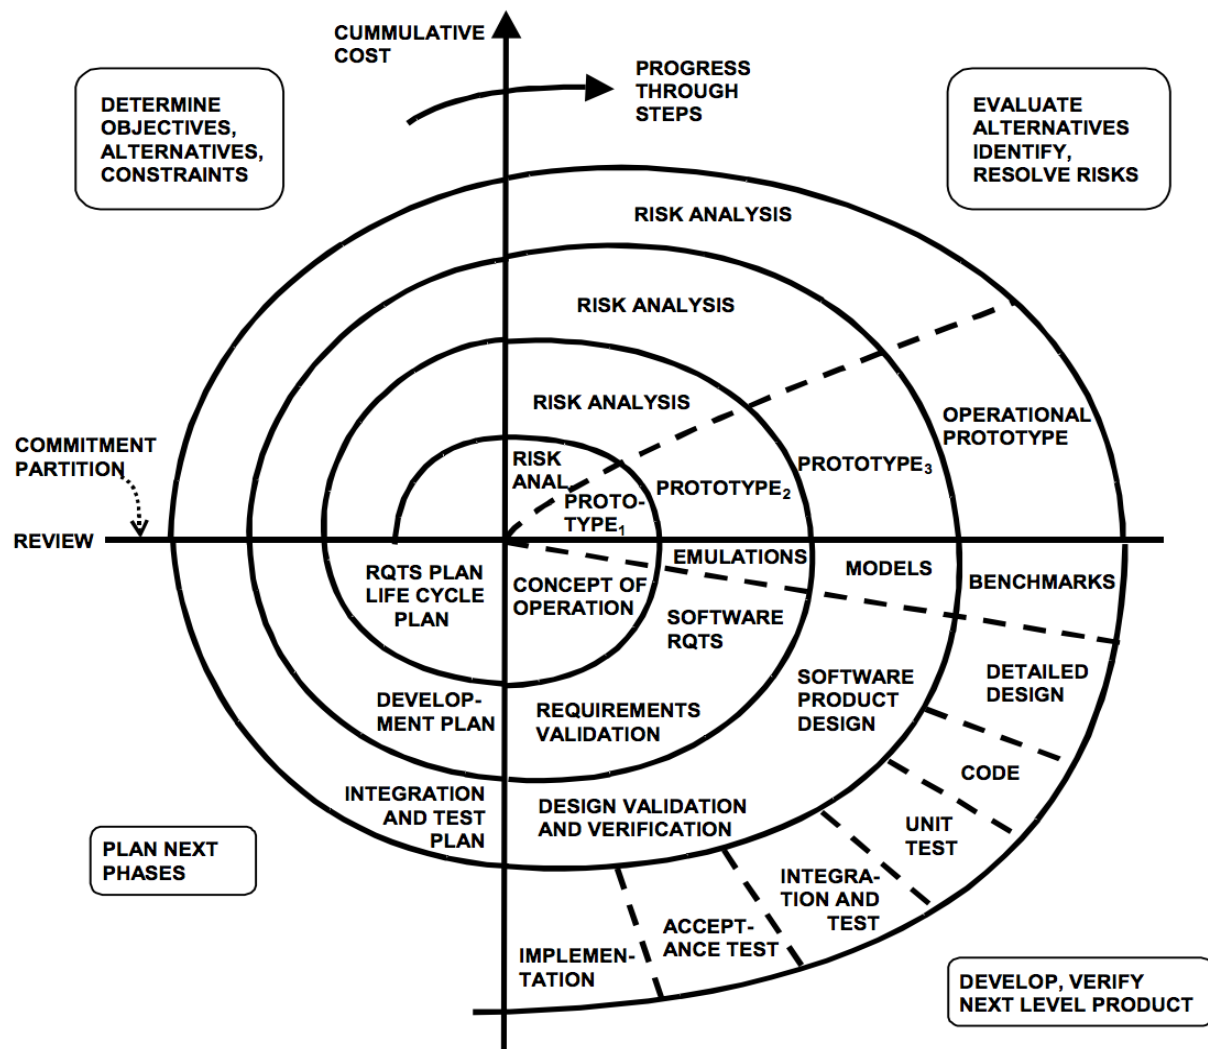 CUMMULATIVE
COST
PROGRESS
THROUGH
STEPS
DETERMINE
OBJECTIVES,
ALTERNATIVES,
CONSTRAINTS
EVALUATE
ALTERNATIVES
IDENTIFY,
RESOLVE RISKS
RISK ANALYSIS
RISK ANALYSIS
RISK ANALYSIS
RISK
ANAL.
PROTO-
TYPE1
PROTOTYPE2
PROTOTYPE3
OPERATIONAL
PROTOTYPE
COMMITMENT
PARTITION
REVIEW
EMULATIONS
MODELS
BENCHMARKS
RQTS PLAN
LIFE CYCLE
PLAN
CONCEPT OF
OPERATION
SOFTWARE
RQTS
SOFTWARE
PRODUCT
DESIGN
DETAILED
DESIGN
DEVELOP-
MENT PLAN
REQUIREMENTS
VALIDATION
CODE
INTEGRATION
AND TEST
PLAN
DESIGN VALIDATION
AND VERIFICATION
UNIT
TEST
PLAN NEXT
PHASES
INTEGRA-
TION AND
TEST
ACCEPT-
ANCE TEST
IMPLEMEN-
TATION
DEVELOP, VERIFY
NEXT LEVEL PRODUCT